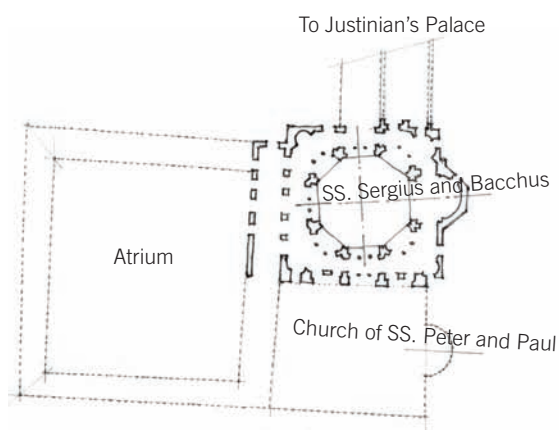 To Justinian's Palace
SS. Sergius and Bacchus
Atrium
Church of SS. Peter and Paul